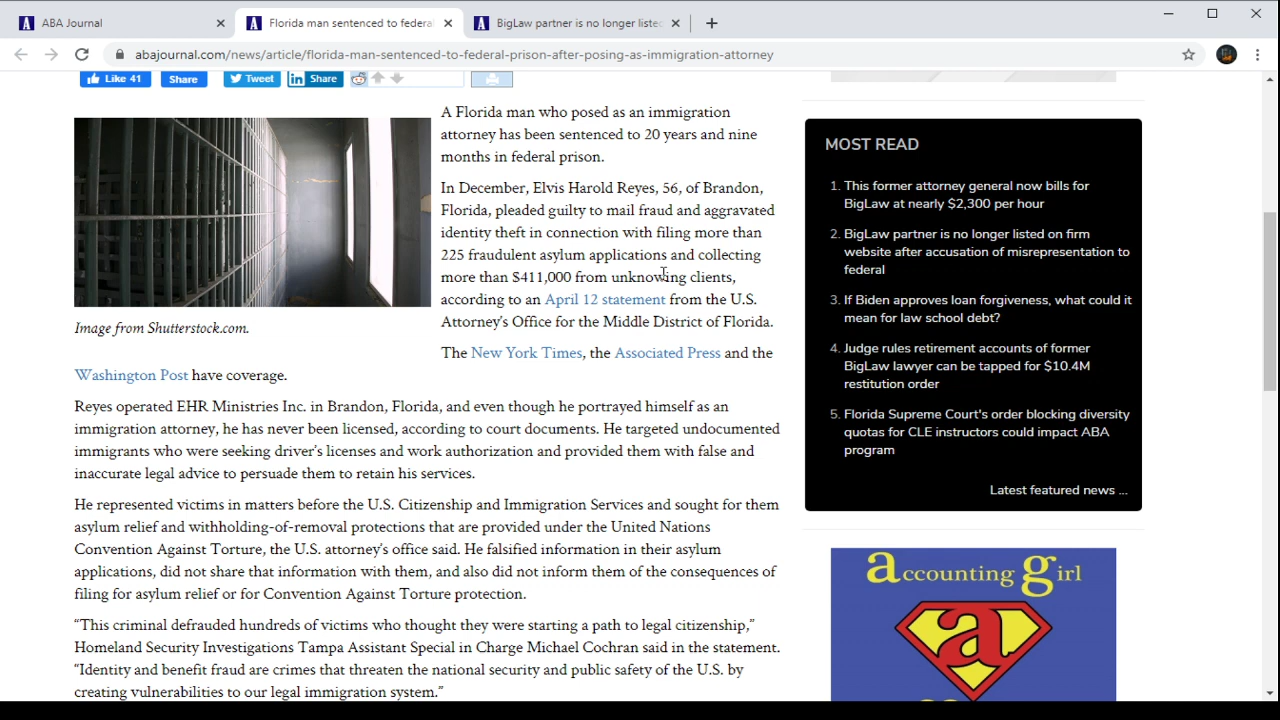 ABA Journal
Florida man sentenced to federa
BigLaw partner is no longer listed
abajournal.com/news/article/florida-man-sentenced-to-federal-prison-after-posing-as-immigration-attorney
Like 41
Share
Tweet
in Share
A Florida man who posed as an immigration
attorney has been sentenced to 20 years and nine
months in federal prison.
In December, Elvis Harold Reyes, 56, of Brandon,
Florida, pleaded guilty to mail fraud and aggravated
identity theft in connection with filing more than
225 fraudulent asylum applications and collecting
more than $411,000 from unknowing clients,
according to an April 12 statement from the U.S.
Attorney’s Office for the Middle District of Florida.
Image from Shutterstock.com.
The New York Times, the Associated Press and the
Washington Post have coverage.
Reyes operated EHR Ministries Inc. in Brandon, Florida, and even though he portrayed himself as an
immigration attorney, he has never been licensed, according to court documents. He targeted undocumented
immigrants who were seeking driver’s licenses and work authorization and provided them with false and
inaccurate legal advice to persuade them to retain his services.
He represented victims in matters before the U.S. Citizenship and Immigration Services and sought for them
asylum relief and withholding-of-removal protections that are provided under the United Nations
Convention Against Torture, the U.S. attorney’s office said. He falsified information in their asylum
applications, did not share that information with them, and also did not inform them of the consequences of
filing for asylum relief or for Convention Against Torture protection.
“This criminal defrauded hundreds of victims who thought they were starting a path to legal citizenship,”
Homeland Security Investigations Tampa Assistant Special in Charge Michael Cochran said in the statement.
“Identity and benefit fraud are crimes that threaten the national security and public safety of the U.S. by
creating vulnerabilities to our legal immigration system.”
MOST READ
1. This former attorney general now bills for
BigLaw at nearly $2,300 per hour
2. BigLaw partner is no longer listed on firm
website after accusation of misrepresentation to
federal
3. If Biden approves loan forgiveness, what could it
mean for law school debt?
4. Judge rules retirement accounts of former
BigLaw lawyer can be tapped for $10.4M
restitution order
5. Florida Supreme Court's order blocking diversity
quotas for CLE instructors could impact ABA
program
Latest featured news ...
accounting girl
a